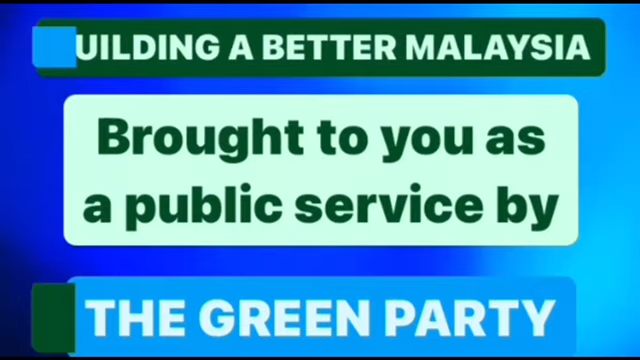 UILDING A BETTER MALAYSIA
Brought to you as
a public service by
THE GREEN PARTY